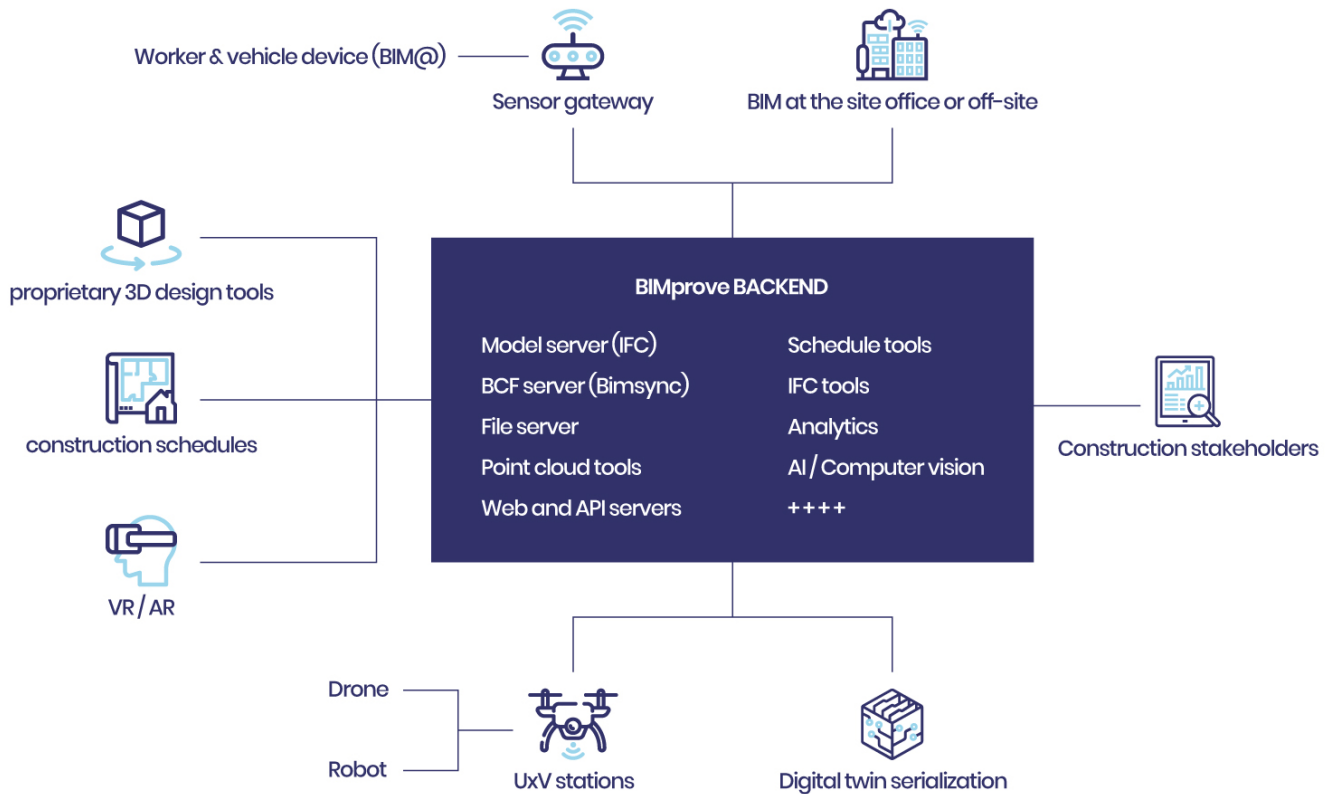 Worker & vehicle device (BIM@)
Sensor gateway
BIM at the site office or off-site
proprietary 3D design tools
construction schedules
VR / AR
BIMprove BACKEND
Model server (IFC)
BCF server (Bimsync)
File server
Point cloud tools
Web and API servers
Schedule tools
IFC tools
Analytics
AI / Computer vision
++++
Construction stakeholders
Drone
Robot
UxV stations
Digital twin serialization